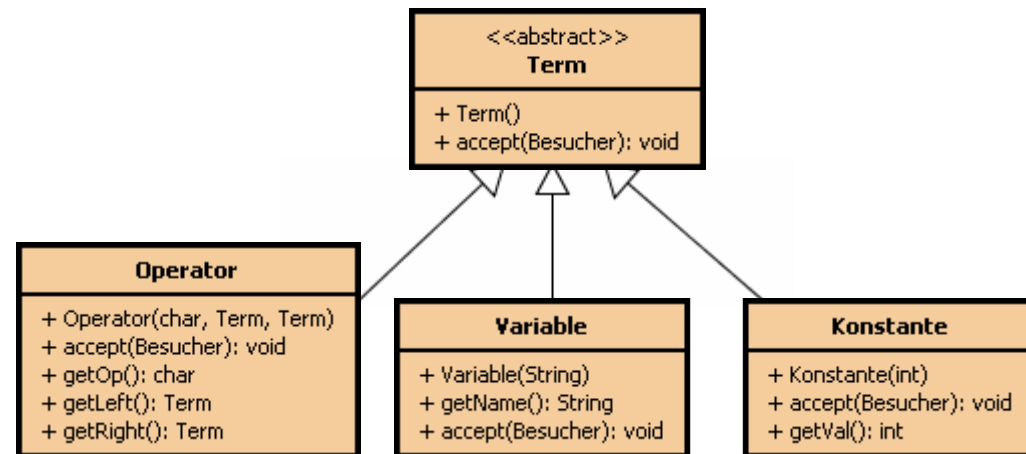 <<abstract>>
Term
+ Term()
+ accept(Besucher): void
Operator
+ Operator(char, Term, Term)
+ accept(Besucher): void
+ getOp(): char
+ getLeft(): Term
+ getRight(): Term
Variable
+ Variable(String)
+ getName(): String
+ accept(Besucher): void
Konstante
+ Konstante(int)
+ accept(Besucher): void
+ getVal(): int